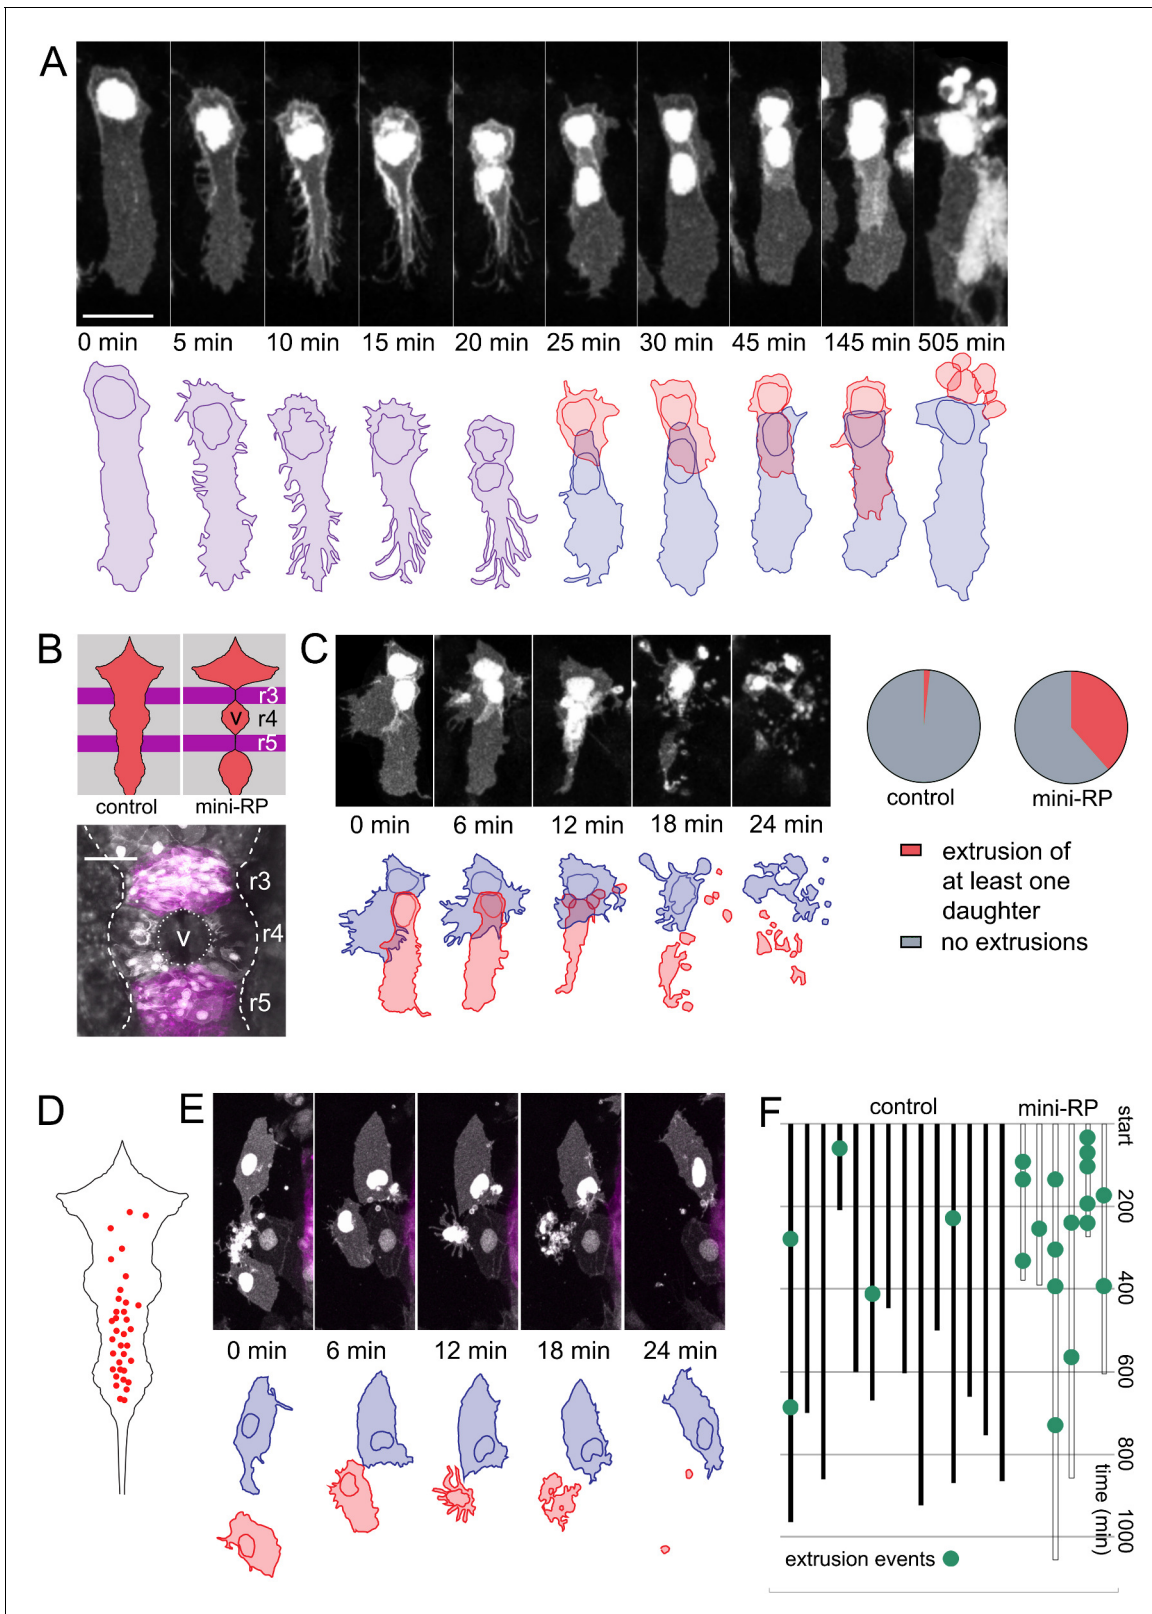 A
0 min 5 min 10 min 15 min 20 min 25 min 30 min 45 min 145 min 505 min
B
r3
v r4
r5
control mini-RP
r3
v r4
r5
C
0 min 6 min 12 min 18 min 24 min
control mini-RP
extrusion of
at least one
daughter
no extrusions
D
E
0 min 6 min 12 min 18 min 24 min
F
control mini-RP
start
200
400
600
800
1000
time (min)
extrusion events